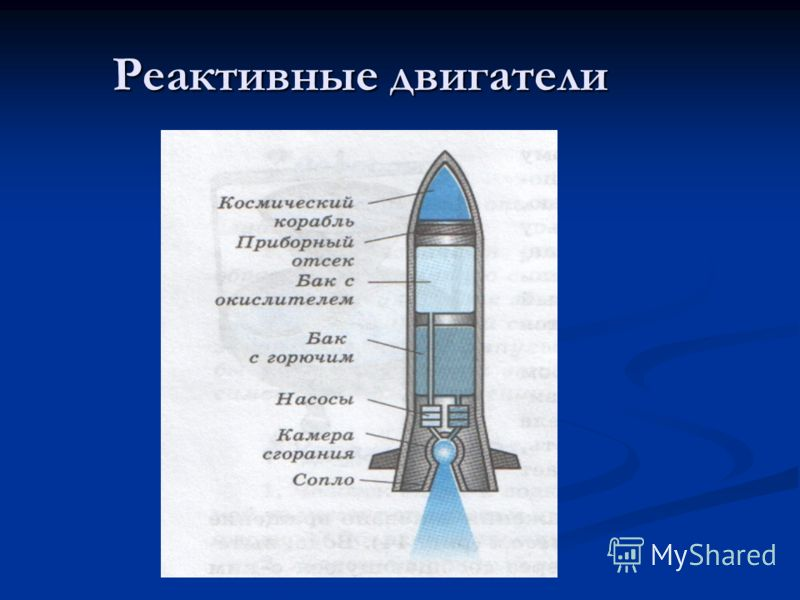 Реактивные двигатели
Космический
корабль
Приборный
отсек
Бак с
окислителем
Бак
с горючим
Насосы
Камера
сгорания
Сопло
MyShared